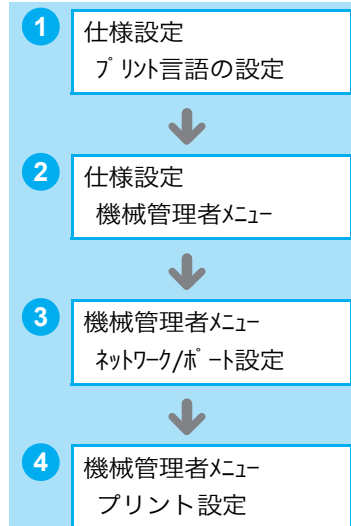 1
仕様設定
ﾌﾟﾘﾝﾄ言語の設定
2
仕様設定
機械管理者ﾒﾆｭｰ
3
機械管理者ﾒﾆｭｰ
ﾈｯﾄﾜｰｸ/ﾎﾟｰﾄ設定
4
機械管理者ﾒﾆｭｰ
プリント設定